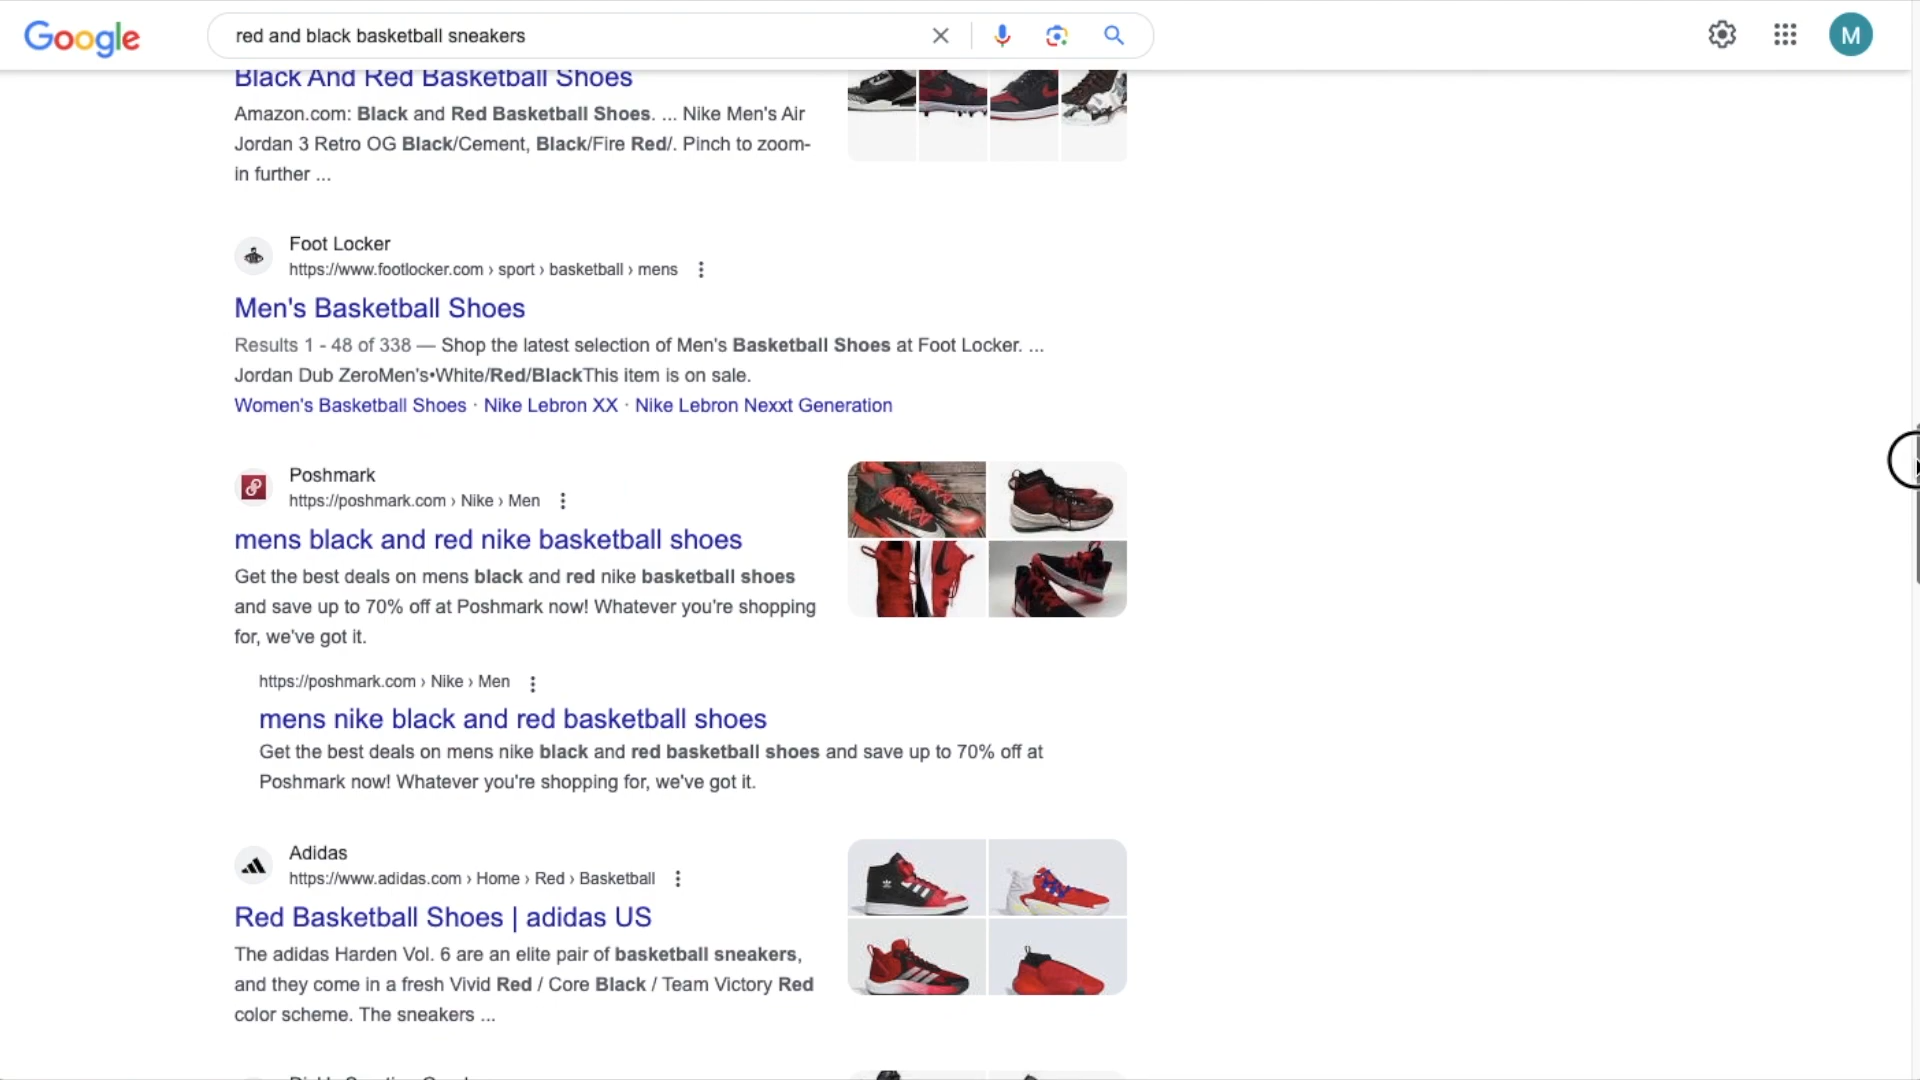 Google
red and black basketball sneakers
M
Black And Red Basketball Shoes
Amazon.com: Black and Red Basketball Shoes. ... Nike Men's Air
Jordan 3 Retro OG Black/Cement, Black/Fire Red/. Pinch to zoom-
in further ...
Foot Locker
https://www.footlocker.com › sport › basketball › mens
Men's Basketball Shoes
Results 1 - 48 of 338 — Shop the latest selection of Men's Basketball Shoes at Foot Locker. ...
Jordan Dub ZeroMen's•White/Red/BlackThis item is on sale.
Women's Basketball Shoes · Nike Lebron XX · Nike Lebron Nexxt Generation
Poshmark
https://poshmark.com › Nike › Men
mens black and red nike basketball shoes
Get the best deals on mens black and red nike basketball shoes
and save up to 70% off at Poshmark now! Whatever you're shopping
for, we've got it.
https://poshmark.com › Nike › Men
mens nike black and red basketball shoes
Get the best deals on mens nike black and red basketball shoes and save up to 70% off at
Poshmark now! Whatever you're shopping for, we've got it.
Adidas
https://www.adidas.com › Home › Red › Basketball
Red Basketball Shoes | adidas US
The adidas Harden Vol. 6 are an elite pair of basketball sneakers,
and they come in a fresh Vivid Red / Core Black / Team Victory Red
color scheme. The sneakers ...